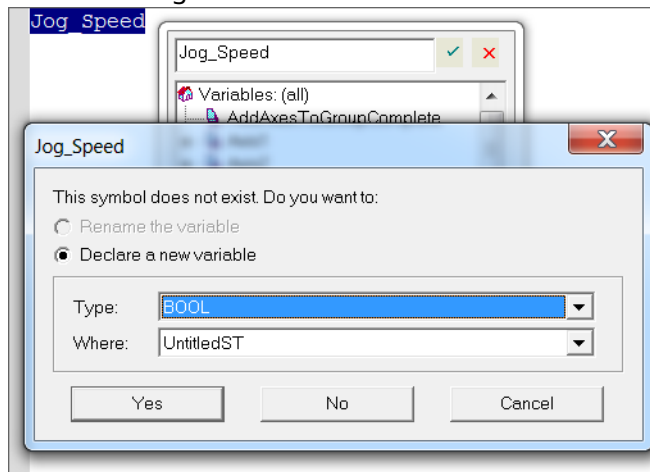 Jog_Speed
Jog_Speed
Variables: (all)
AddAxesToGroupComplete
Jog_Speed
This symbol does not exist. Do you want to:
Rename the variable
Declare a new variable
Type: BOOL
Where: UntitledST
Yes No Cancel